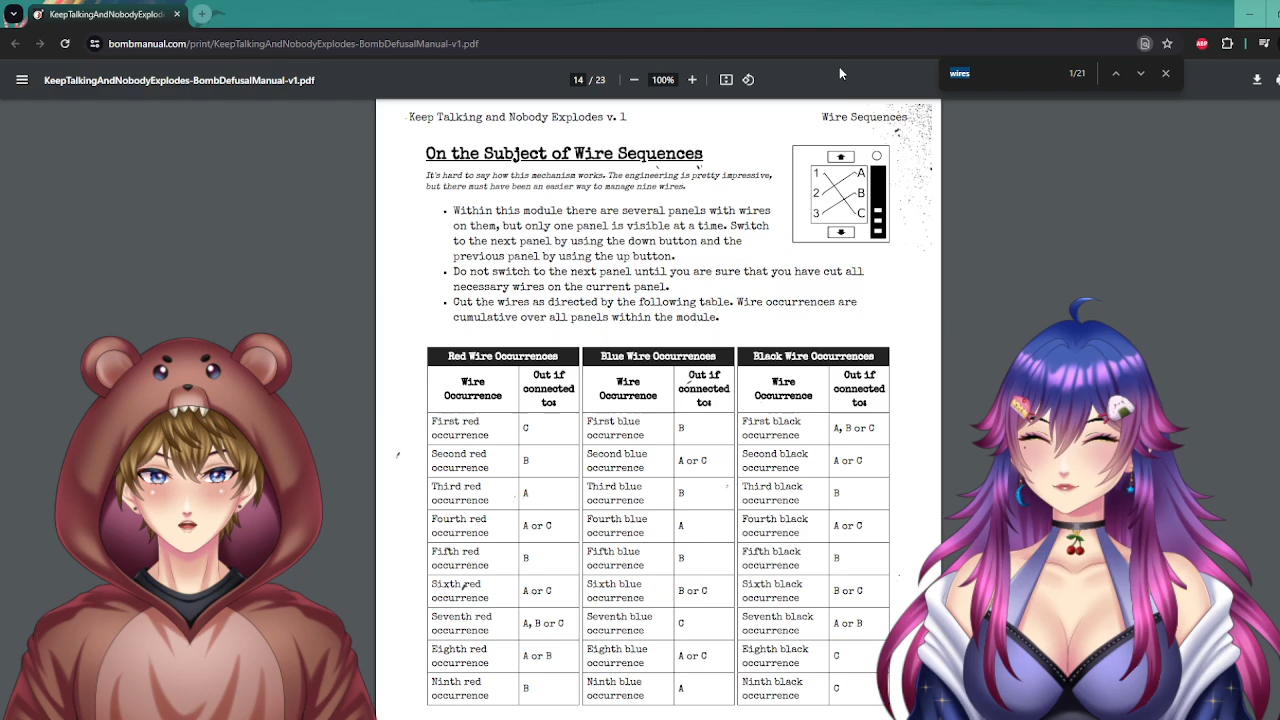 KeepTalkingAndNobodyExplode
bombmanual.com/print/KeepTalkingAndNobodyExplodes-BombDefusalManual-v1.pdf
ABP
KeepTalkingAndNobodyExplodes-BombDefusalManual-v1.pdf
14 / 23
100%
wires
1/21
Keep Talking and Nobody Explodes v. 1
Wire Sequences
On the Subject of Wire Sequences
It's hard to say how this mechanism works. The engineering is pretty impressive,
but there must have been an easier way to manage nine wires.
1 A
2 B
3 C
• Within this module there are several panels with wires
on them, but only one panel is visible at a time. Switch
to the next panel by using the down button and the
previous panel by using the up button.
• Do not switch to the next panel until you are sure that you have cut all
necessary wires on the current panel.
• Cut the wires as directed by the following table. Wire occurrences are
cumulative over all panels within the module.
Red Wire Occurrences
Wire Occurrence
Cut if connected to:
First red occurrence
C
Second red occurrence
B
Third red occurrence
A
Fourth red occurrence
A or C
Fifth red occurrence
B
Sixth red occurrence
A or C
Seventh red occurrence
A, B or C
Eighth red occurrence
A or B
Ninth red occurrence
B
Blue Wire Occurrences
Wire Occurrence
Cut if connected to:
First blue occurrence
B
Second blue occurrence
A or C
Third blue occurrence
B
Fourth blue occurrence
A
Fifth blue occurrence
B
Sixth blue occurrence
B or C
Seventh blue occurrence
C
Eighth blue occurrence
A or C
Ninth blue occurrence
A
Black Wire Occurrences
Wire Occurrence
Cut if connected to:
First black occurrence
A, B or C
Second black occurrence
A or C
Third black occurrence
B
Fourth black occurrence
A or C
Fifth black occurrence
B
Sixth black occurrence
B or C
Seventh black occurrence
A or B
Eighth black occurrence
C
Ninth black occurrence
C